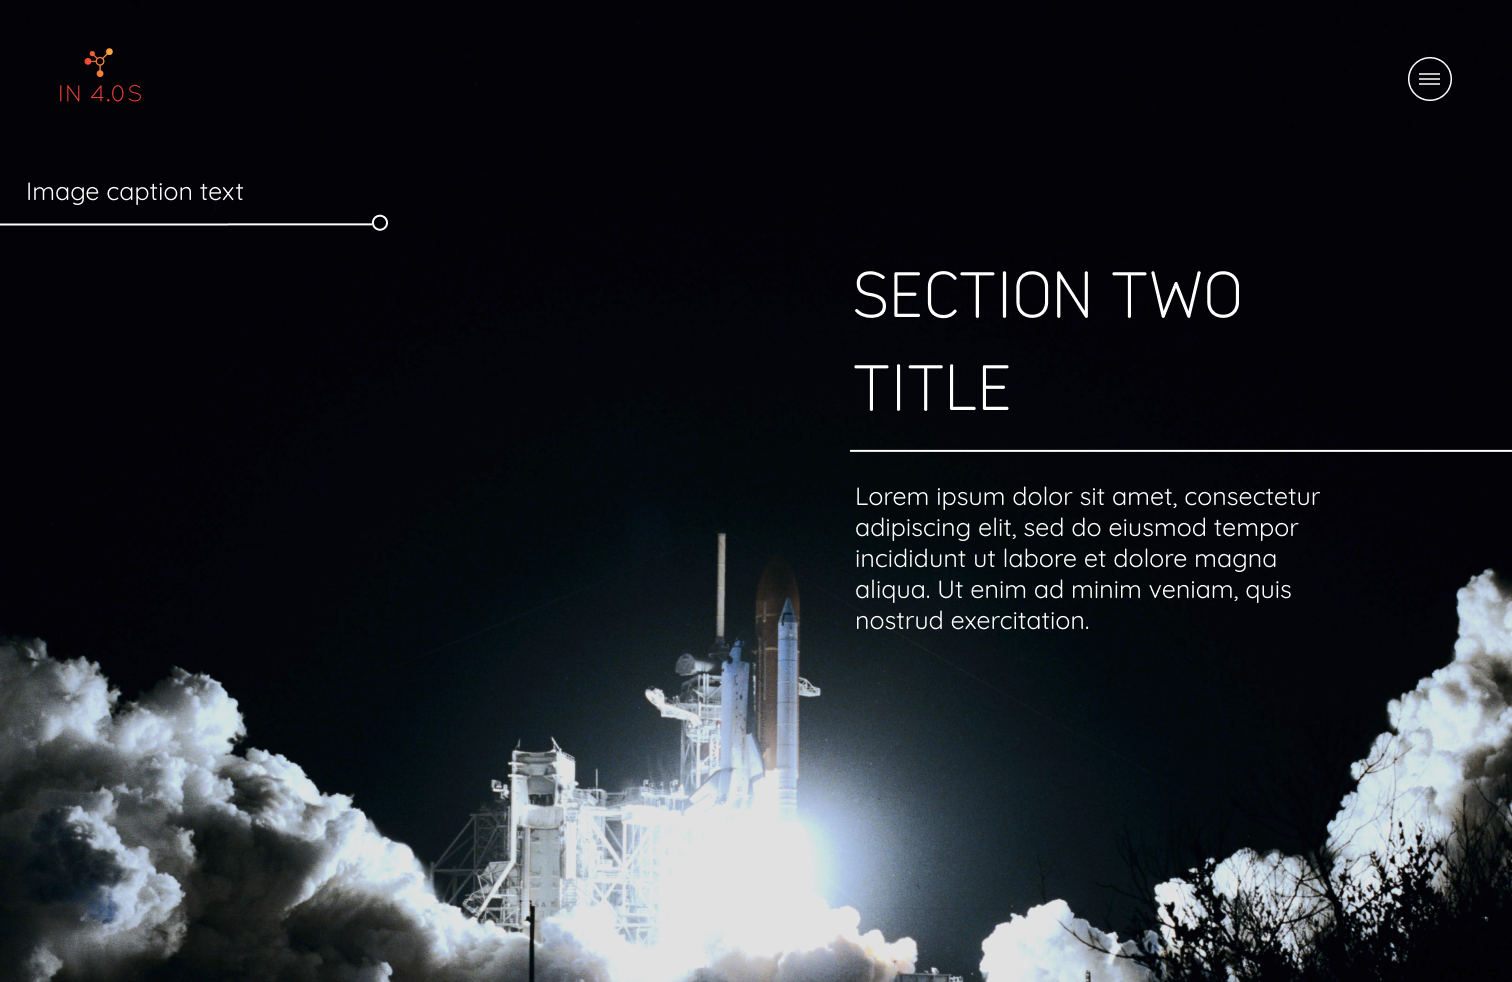 IN 4.0S
Image caption text
SECTION TWO
TITLE
Lorem ipsum dolor sit amet, consectetur
adipiscing elit, sed do eiusmod tempor
incididunt ut labore et dolore magna
aliqua. Ut enim ad minim veniam, quis
nostrud exercitation.